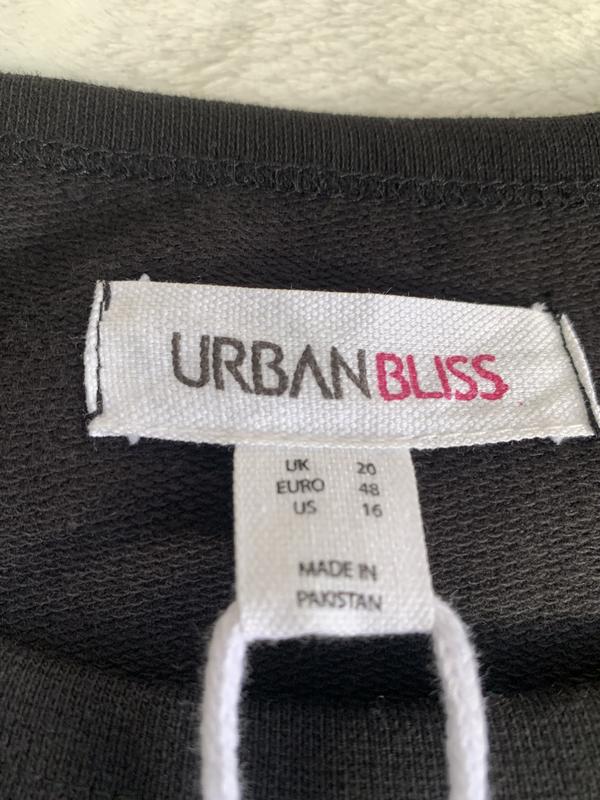 URBANBLISS
UK 20
EURO 48
US 16
MADE IN
PAKISTAN